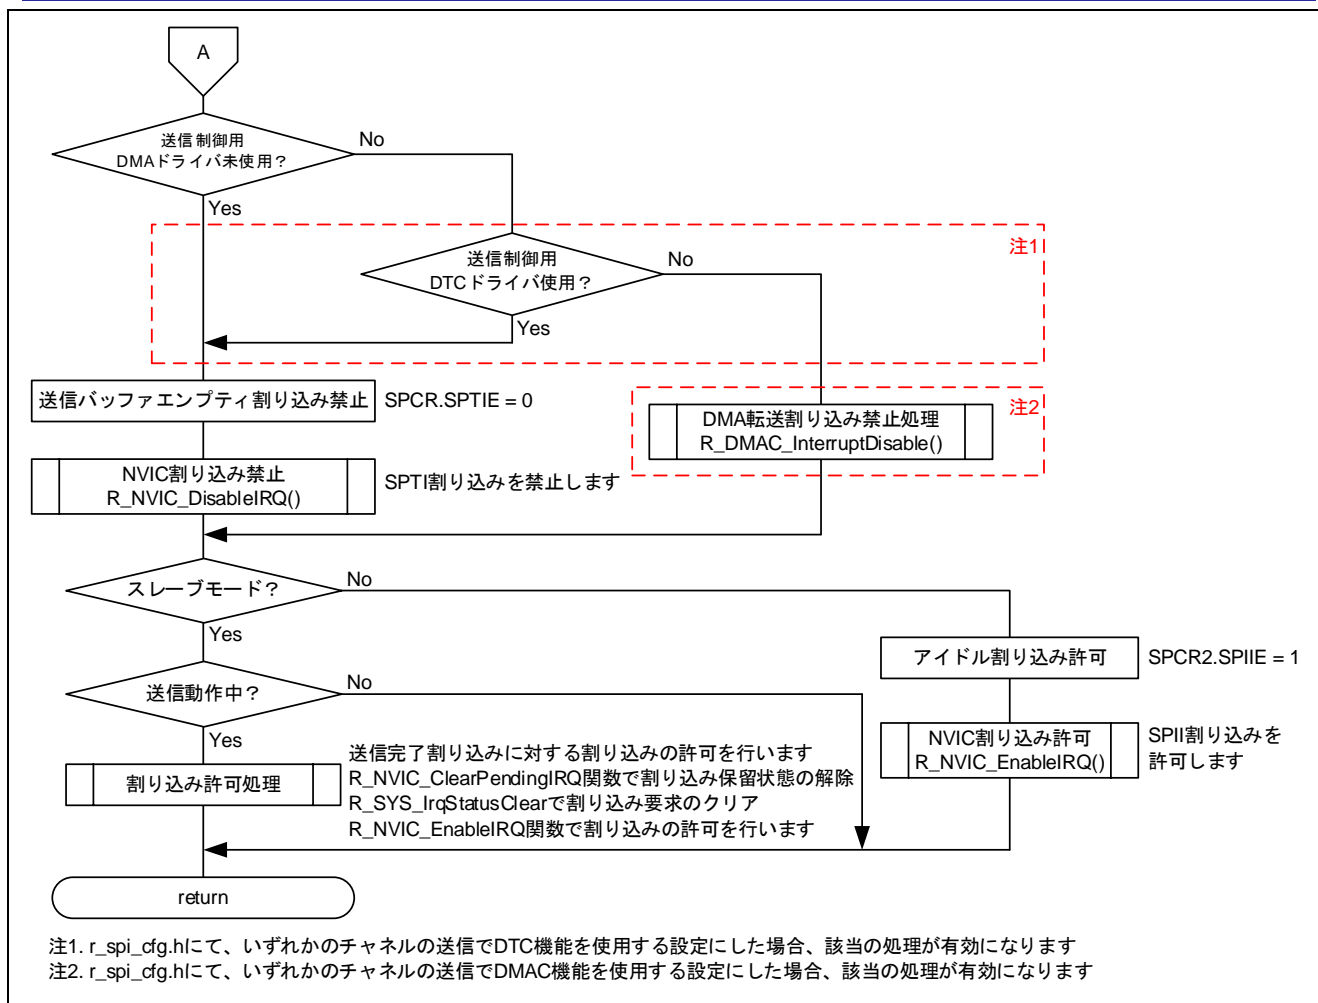 A
送信制御用
DMAドライバ未使用？
No
Yes
注1
送信制御用
DTCドライバ使用？
No
Yes
送信バッファエンプティ割り込み禁止
SPCR.SPTIE = 0
注2
DMA転送割り込み禁止処理
R_DMAC_InterruptDisable()
NVIC割り込み禁止
R_NVIC_DisableIRQ()
SPTI割り込みを禁止します
スレーブモード？
No
Yes
アイドル割り込み許可
SPCR2.SPIIE = 1
送信動作中？
No
Yes
NVIC割り込み許可
R_NVIC_EnableIRQ()
SPII割り込みを
許可します
割り込み許可処理
送信完了割り込みに対する割り込みの許可を行います
R_NVIC_ClearPendingIRQ関数で割り込み保留状態の解除
R_SYS_IrqStatusClearで割り込み要求のクリア
R_NVIC_EnableIRQ関数で割り込みの許可を行います
return
注1. r_spi_cfg.hにて、いずれかのチャネルの送信でDTC機能を使用する設定にした場合、該当の処理が有効になります
注2. r_spi_cfg.hにて、いずれかのチャネルの送信でDMAC機能を使用する設定にした場合、該当の処理が有効になります